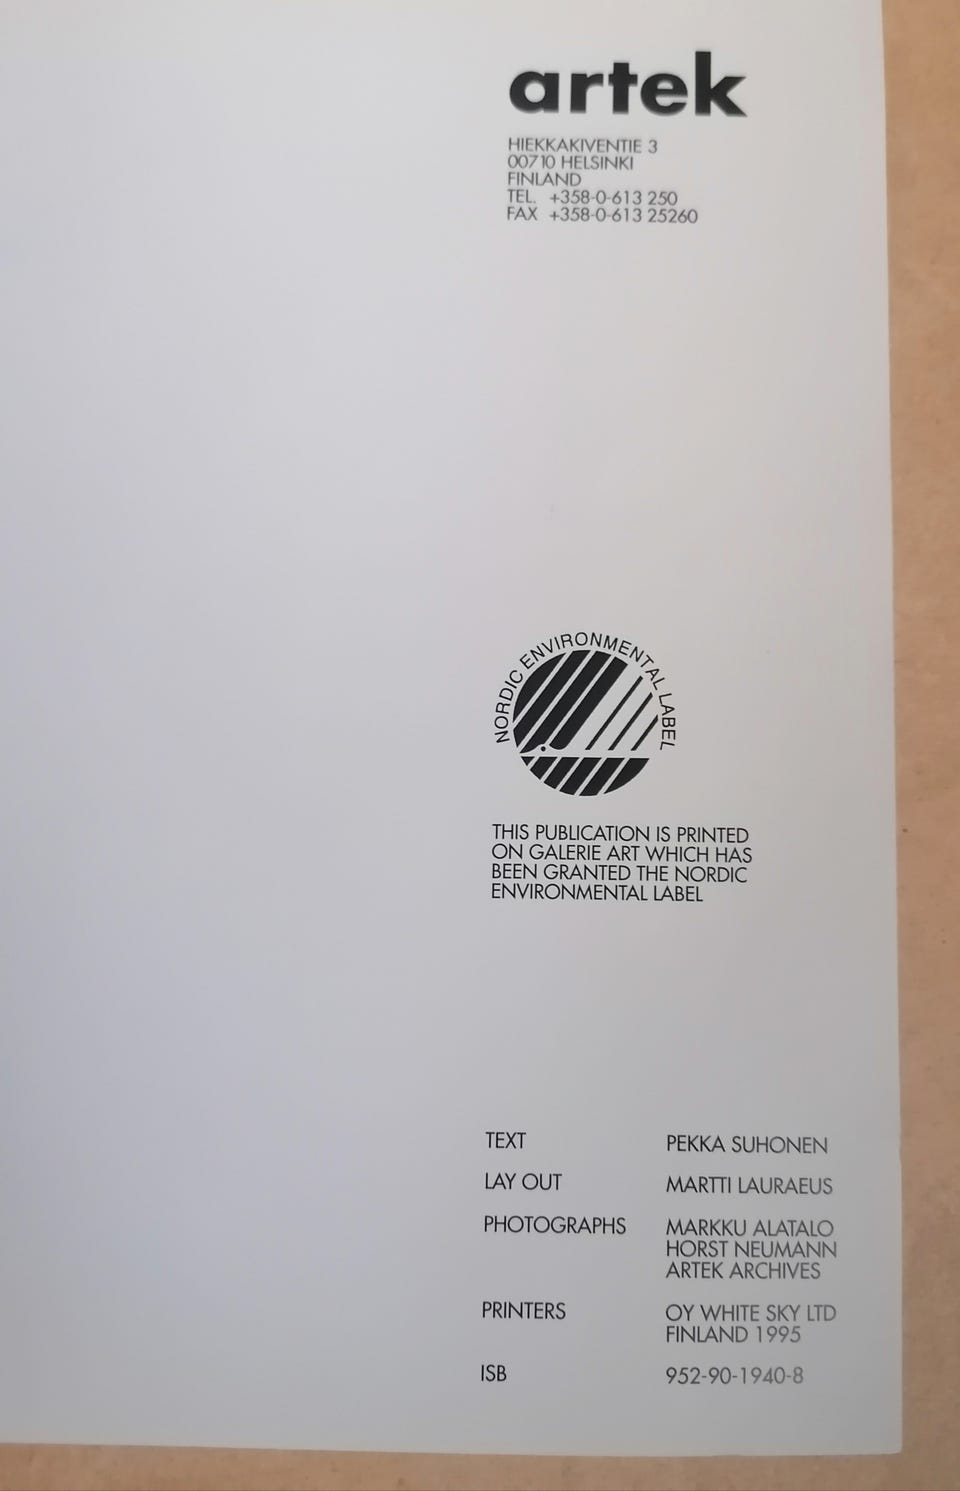 artek
HIEKKAKIVENTIE 3
00710 HELSINKI
FINLAND
TEL. +358-0-613 250
FAX +358-0-613 25260
NORDIC ENVIRONMENTAL LABEL
THIS PUBLICATION IS PRINTED
ON GALERIE ART WHICH HAS
BEEN GRANTED THE NORDIC
ENVIRONMENTAL LABEL
TEXT PEKKA SUHONEN
LAY OUT MARTTI LAURAEUS
PHOTOGRAPHS MARKKU ALATALO
HORST NEUMANN
ARTEK ARCHIVES
PRINTERS OY WHITE SKY LTD
FINLAND 1995
ISB 952-90-1940-8